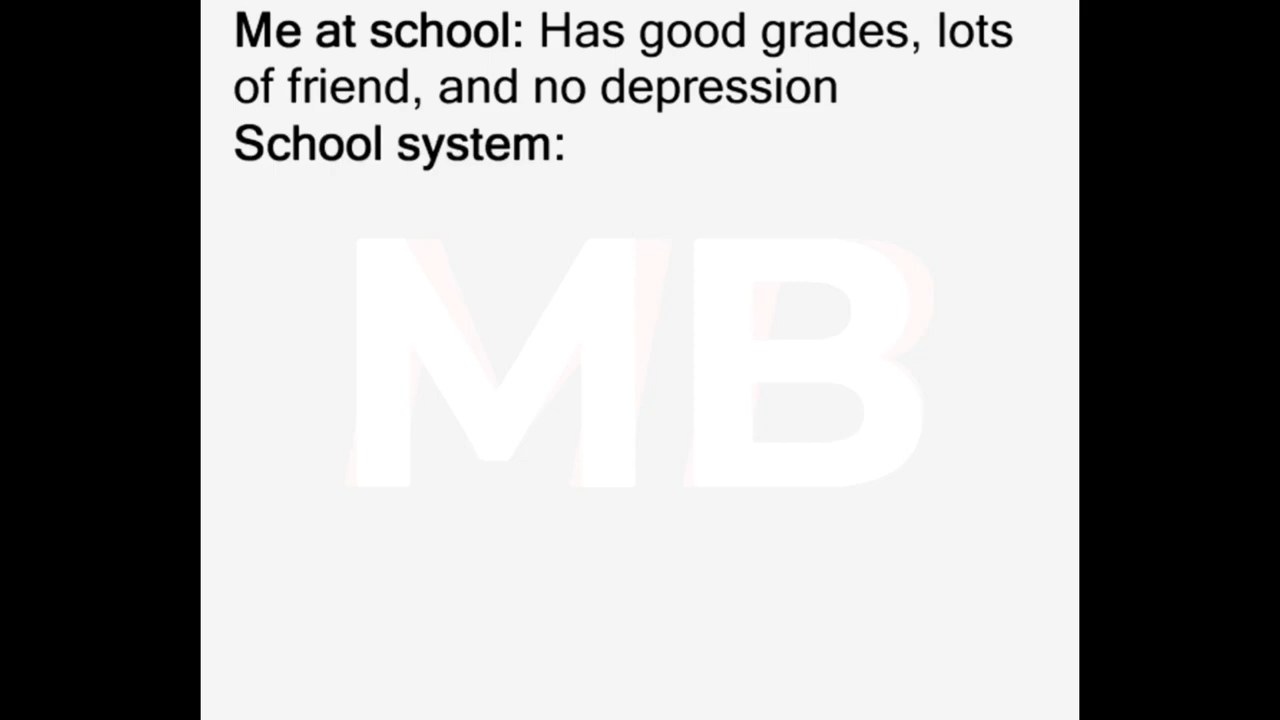 Me at school: Has good grades, lots
of friend, and no depression
School system:
MB